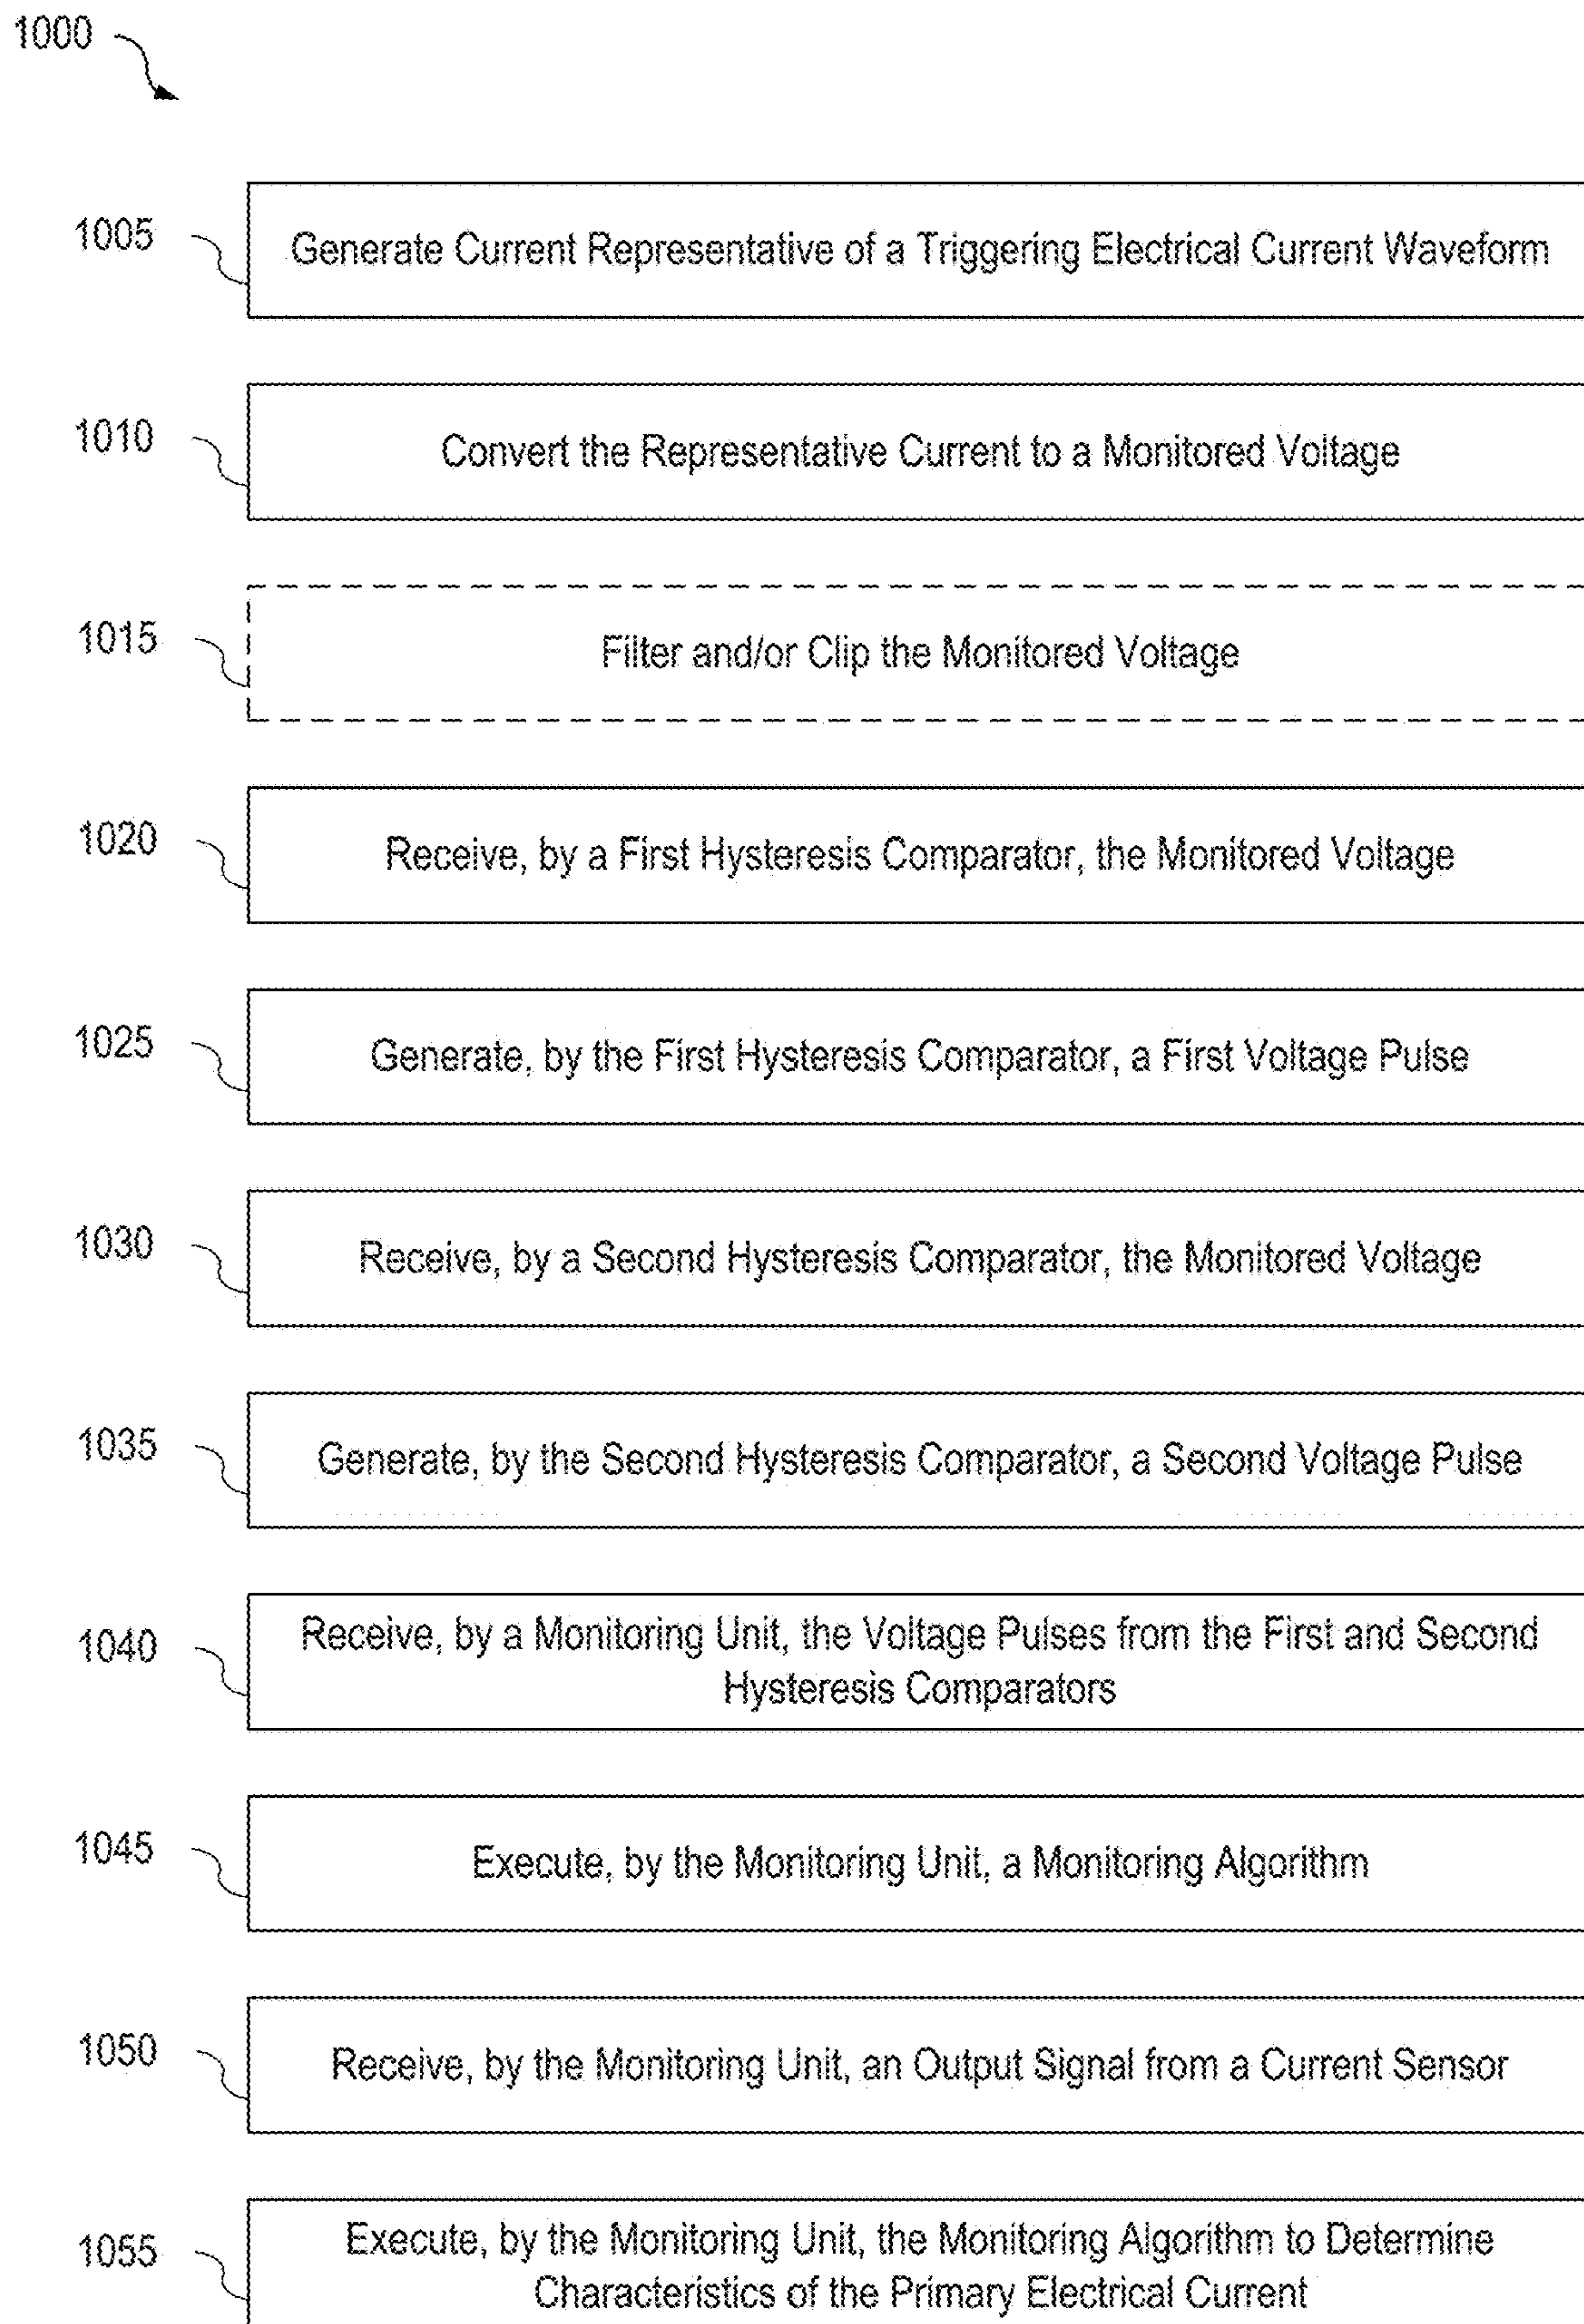 1000
1005 Generate Current Representative of a Triggering Electrical Current Waveform
1010 Convert the Representative Current to a Monitored Voltage
1015 Filter and/or Clip the Monitored Voltage
1020 Receive, by a First Hysteresis Comparator, the Monitored Voltage
1025 Generate, by the First Hysteresis Comparator, a First Voltage Pulse
1030 Receive, by a Second Hysteresis Comparator, the Monitored Voltage
1035 Generate, by the Second Hysteresis Comparator, a Second Voltage Pulse
1040 Receive, by a Monitoring Unit, the Voltage Pulses from the First and Second
Hysteresis Comparators
1045 Execute, by the Monitoring Unit, a Monitoring Algorithm
1050 Receive, by the Monitoring Unit, an Output Signal from a Current Sensor
1055 Execute, by the Monitoring Unit, the Monitoring Algorithm to Determine
Characteristics of the Primary Electrical Current